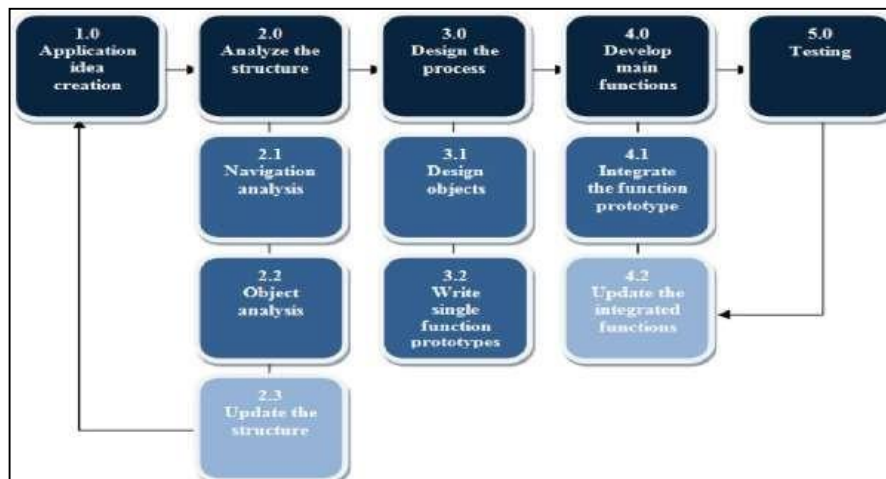 1.0
Application
idea
creation
2.0
Analyze the
structure
3.0
Design the
process
4.0
Develop
main
functions
5.0
Testing
2.1
Navigation
analysis
3.1
Design
objects
4.1
Integrate
the function
prototype
2.2
Object
analysis
3.2
Write
single
function
prototypes
4.2
Update the
integrated
functions
2.3
Update the
structure